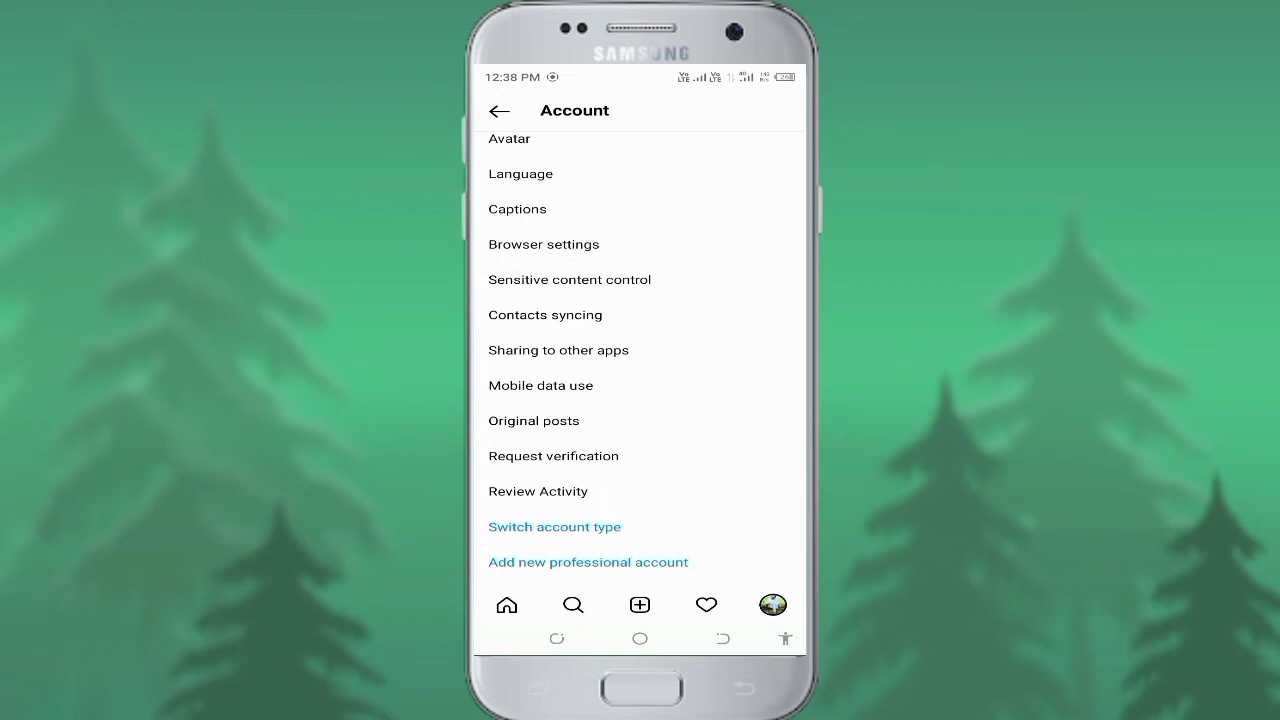 SAMSUNG
12:38 PM
Account
Avatar
Language
Captions
Browser settings
Sensitive content control
Contacts syncing
Sharing to other apps
Mobile data use
Original posts
Request verification
Review Activity
Switch account type
Add new professional account